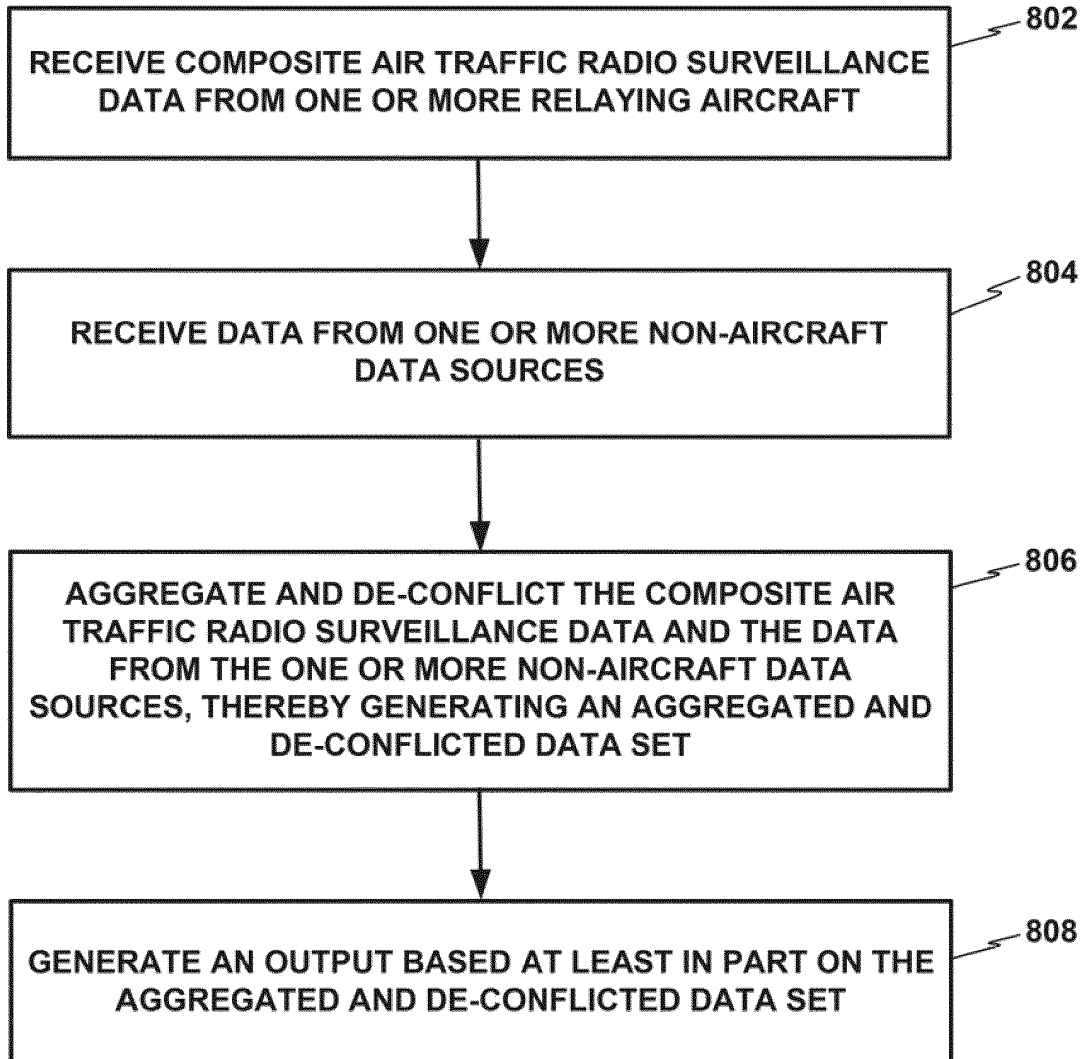 802
RECEIVE COMPOSITE AIR TRAFFIC RADIO SURVEILLANCE
DATA FROM ONE OR MORE RELAYING AIRCRAFT
804
RECEIVE DATA FROM ONE OR MORE NON-AIRCRAFT
DATA SOURCES
806
AGGREGATE AND DE-CONFLICT THE COMPOSITE AIR
TRAFFIC RADIO SURVEILLANCE DATA AND THE DATA
FROM THE ONE OR MORE NON-AIRCRAFT DATA
SOURCES, THEREBY GENERATING AN AGGREGATED AND
DE-CONFLICTED DATA SET
808
GENERATE AN OUTPUT BASED AT LEAST IN PART ON THE
AGGREGATED AND DE-CONFLICTED DATA SET